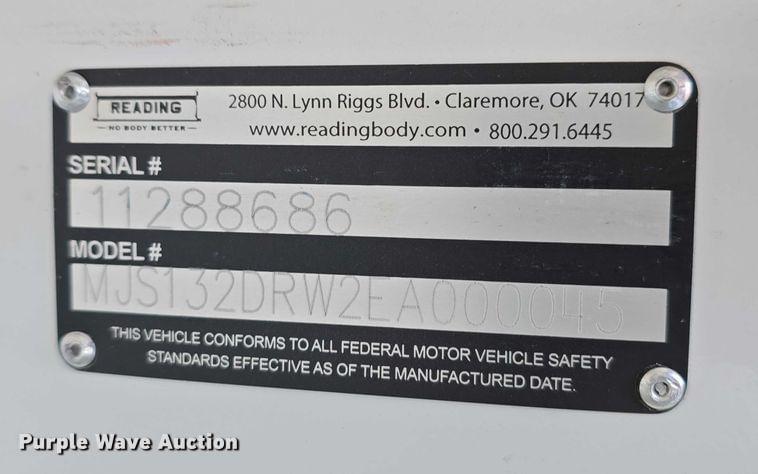 READING
NO BODY BETTER
2800 N. Lynn Riggs Blvd. • Claremore, OK 74017
www.readingbody.com • 800.291.6445
SERIAL #
11288686
MODEL #
MJS132DRW2EA000045
THIS VEHICLE CONFORMS TO ALL FEDERAL MOTOR VEHICLE SAFETY
STANDARDS EFFECTIVE AS OF THE MANUFACTURED DATE.
Purple Wave Auction